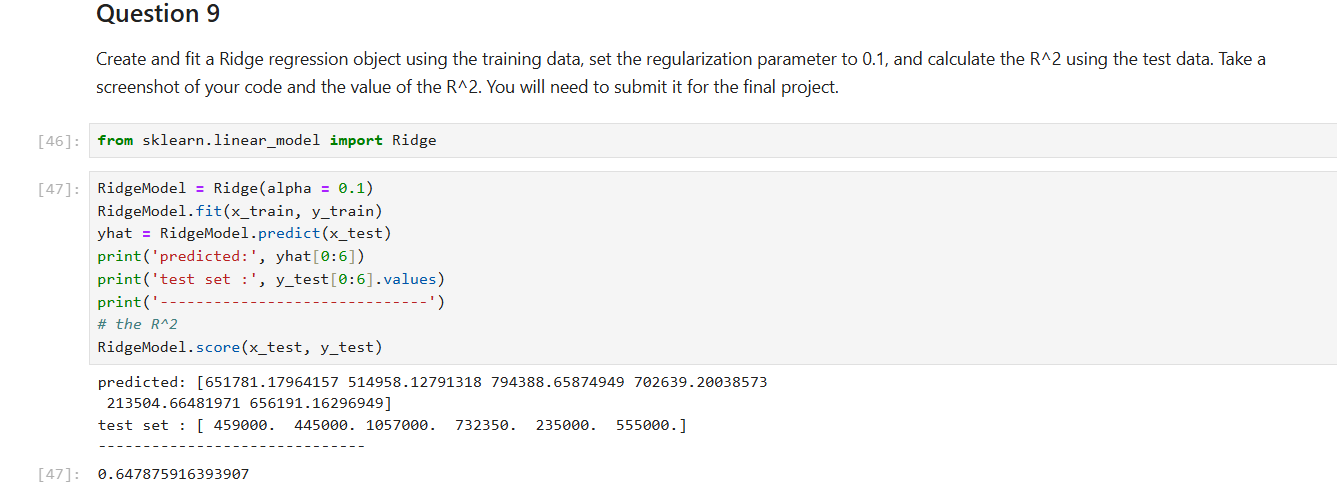 Question 9
Create and fit a Ridge regression object using the training data, set the regularization parameter to 0.1, and calculate the R^2 using the test data. Take a
screenshot of your code and the value of the R^2. You will need to submit it for the final project.
[46]: from sklearn.linear_model import Ridge
[47]: RidgeModel = Ridge(alpha = 0.1)
RidgeModel.fit(x_train, y_train)
yhat = RidgeModel.predict(x_test)
print('predicted:', yhat[0:6])
print('test set :', y_test[0:6].values)
print('------------------------------')
# the R^2
RidgeModel.score(x_test, y_test)
predicted: [651781.17964157 514958.12791318 794388.65874949 702639.20038573
213504.66481971 656191.16296949]
test set : [ 459000.  445000. 1057000.  732350.  235000.  555000.]
------------------------------
[47]: 0.647875916393907